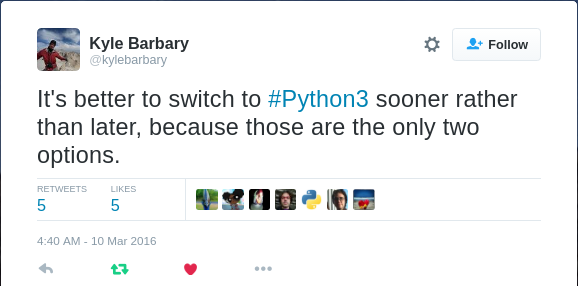 Kyle Barbary
@kylebarbary
Follow
It's better to switch to #Python3 sooner rather
than later, because those are the only two
options.
RETWEETS LIKES
5 5
4:40 AM - 10 Mar 2016